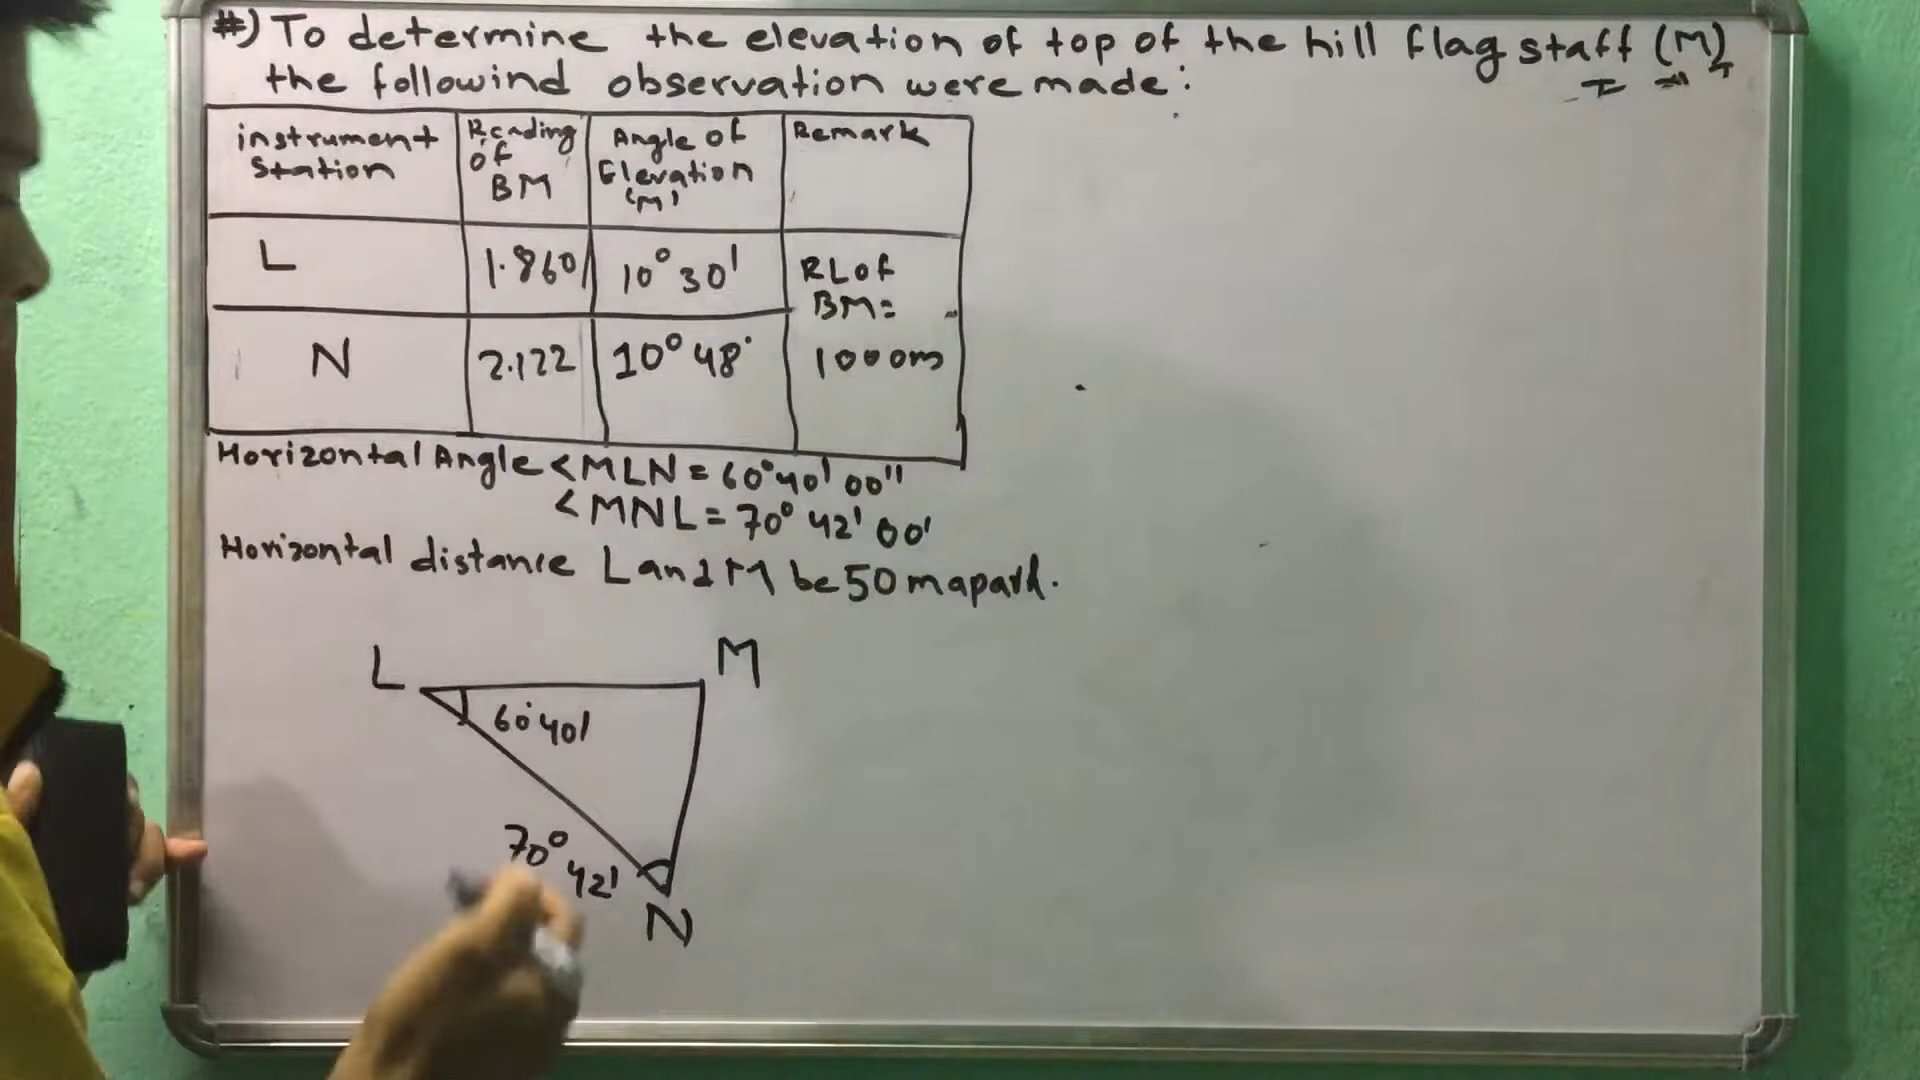 #) To determine the elevation of top of the hill flag staff (M)
the followind observation were made:
instrument Station
Reading of BM
Angle of Elevation 'M'
Remark
L
1.860
10° 30'
RL of BM = 1000m
N
2.122
10° 48'
Horizontal Angle <MLN = 60°40' 00"
<MNL = 70° 42' 00'
Horizontal distance L and M be 50 m apard.
L
M
60°40'
70° 42'
N